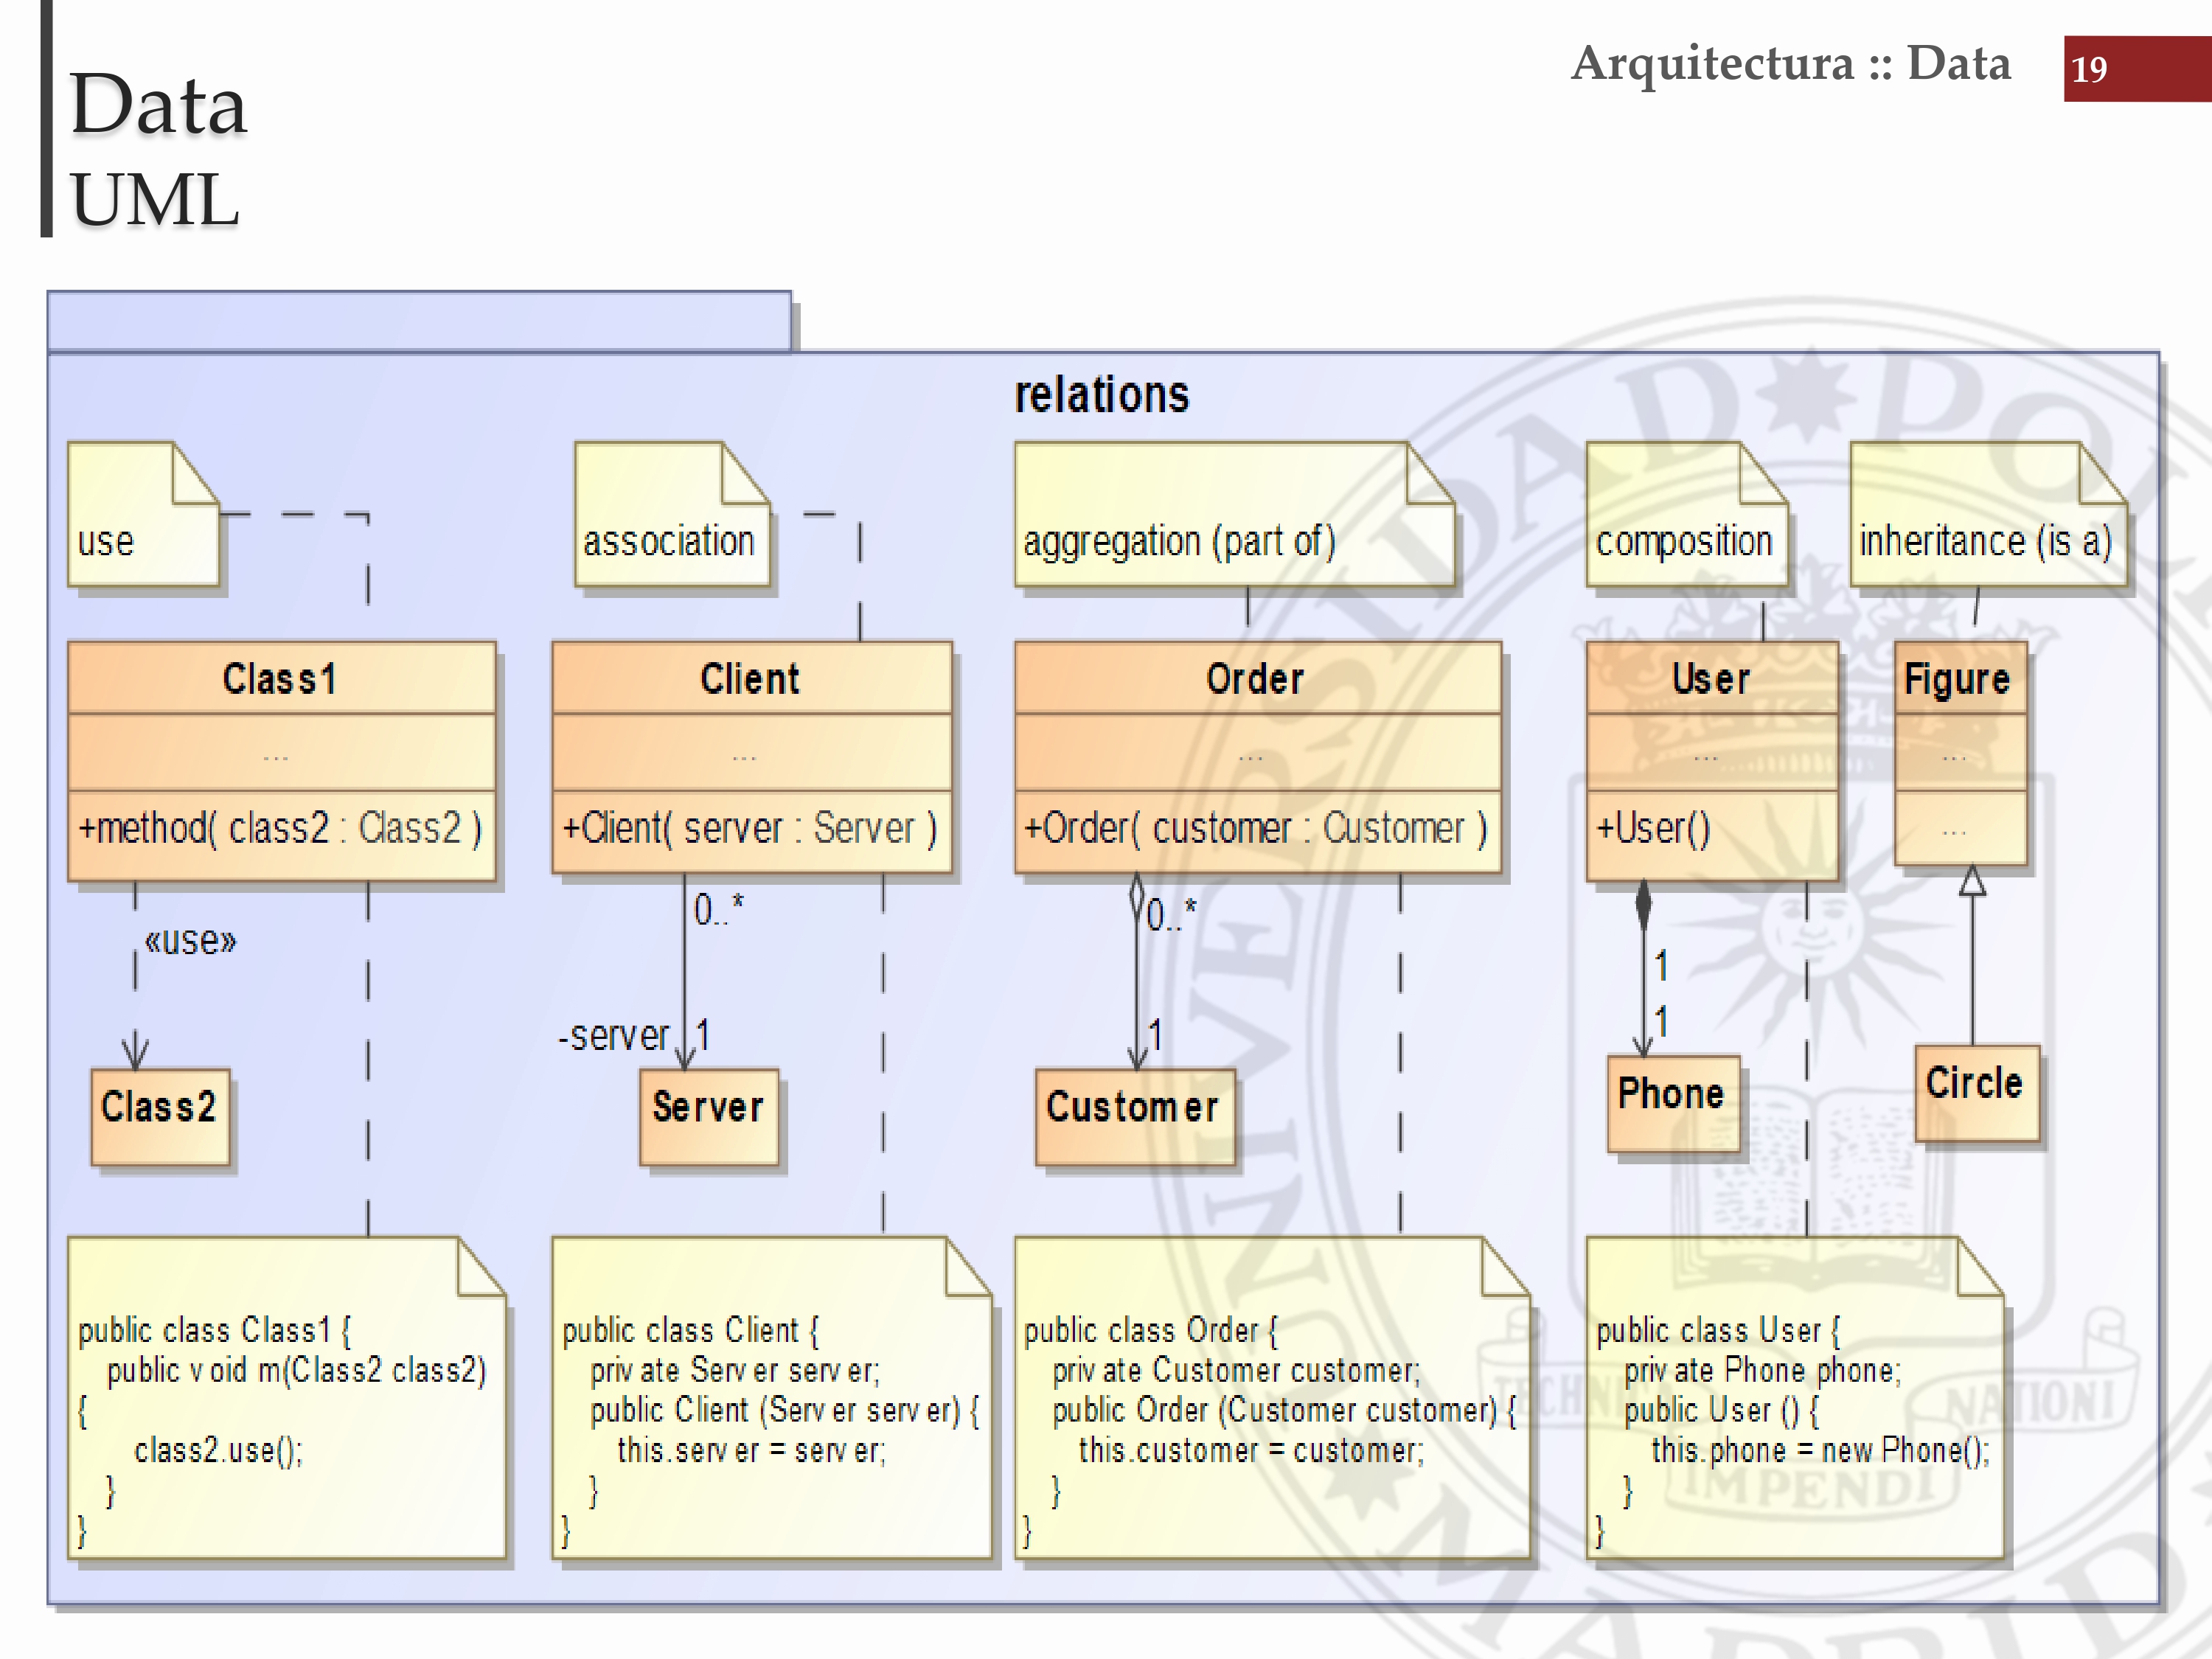 Arquitectura :: Data
19
Data
UML
relations
use
association
aggregation (part of)
composition
inheritance (is a)
Class1
...
+method( class2 : Class2 )
Client
...
+Client( server : Server )
Order
...
+Order( customer : Customer )
User
...
+User()
Figure
...
...
«use»
0..*
-server
1
0..*
1
1
1
Class2
Server
Customer
Phone
Circle
public class Class1 {
public void m(Class2 class2)
{
class2.use();
}
}
public class Client {
private Server server;
public Client (Server server) {
this.server = server;
}
}
public class Order {
private Customer customer;
public Order (Customer customer) {
this.customer = customer;
}
}
public class User {
private Phone phone;
public User () {
this.phone = new Phone();
}
}
UNIVERSIDAD
MADRID
NATIONI
IMPENDI